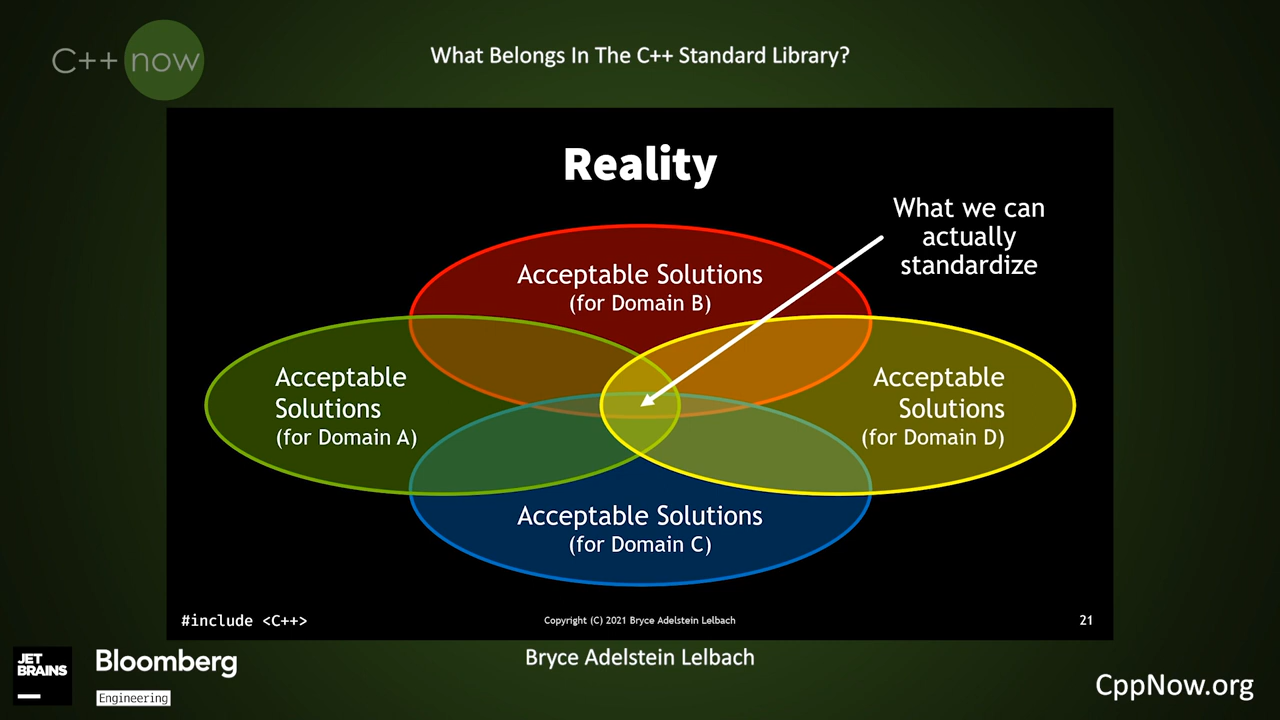 C++ now
What Belongs In The C++ Standard Library?
Reality
What we can
actually
standardize
Acceptable Solutions
(for Domain B)
Acceptable
Solutions
(for Domain A)
Acceptable
Solutions
(for Domain D)
Acceptable Solutions
(for Domain C)
#include <C++>
Copyright (C) 2021 Bryce Adelstein Lelbach
21
JET
BRAINS
Bloomberg
Engineering
Bryce Adelstein Lelbach
CppNow.org